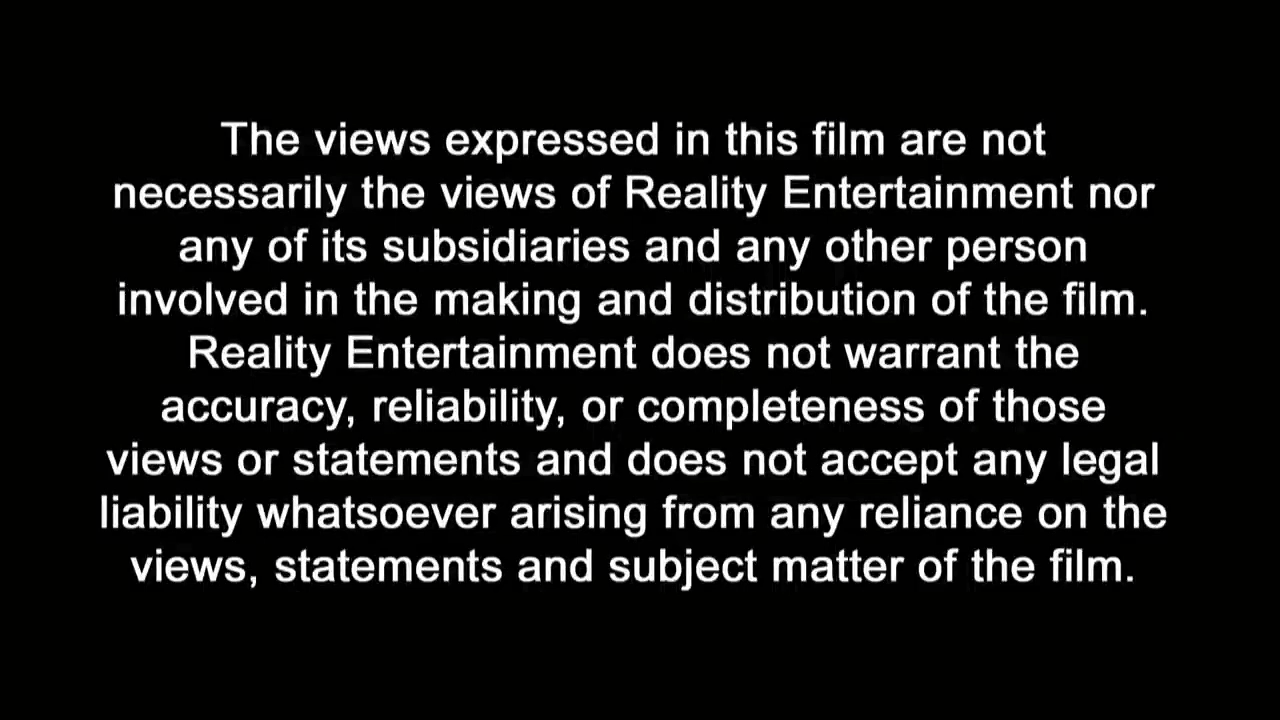 The views expressed in this film are not
necessarily the views of Reality Entertainment nor
any of its subsidiaries and any other person
involved in the making and distribution of the film.
Reality Entertainment does not warrant the
accuracy, reliability, or completeness of those
views or statements and does not accept any legal
liability whatsoever arising from any reliance on the
views, statements and subject matter of the film.